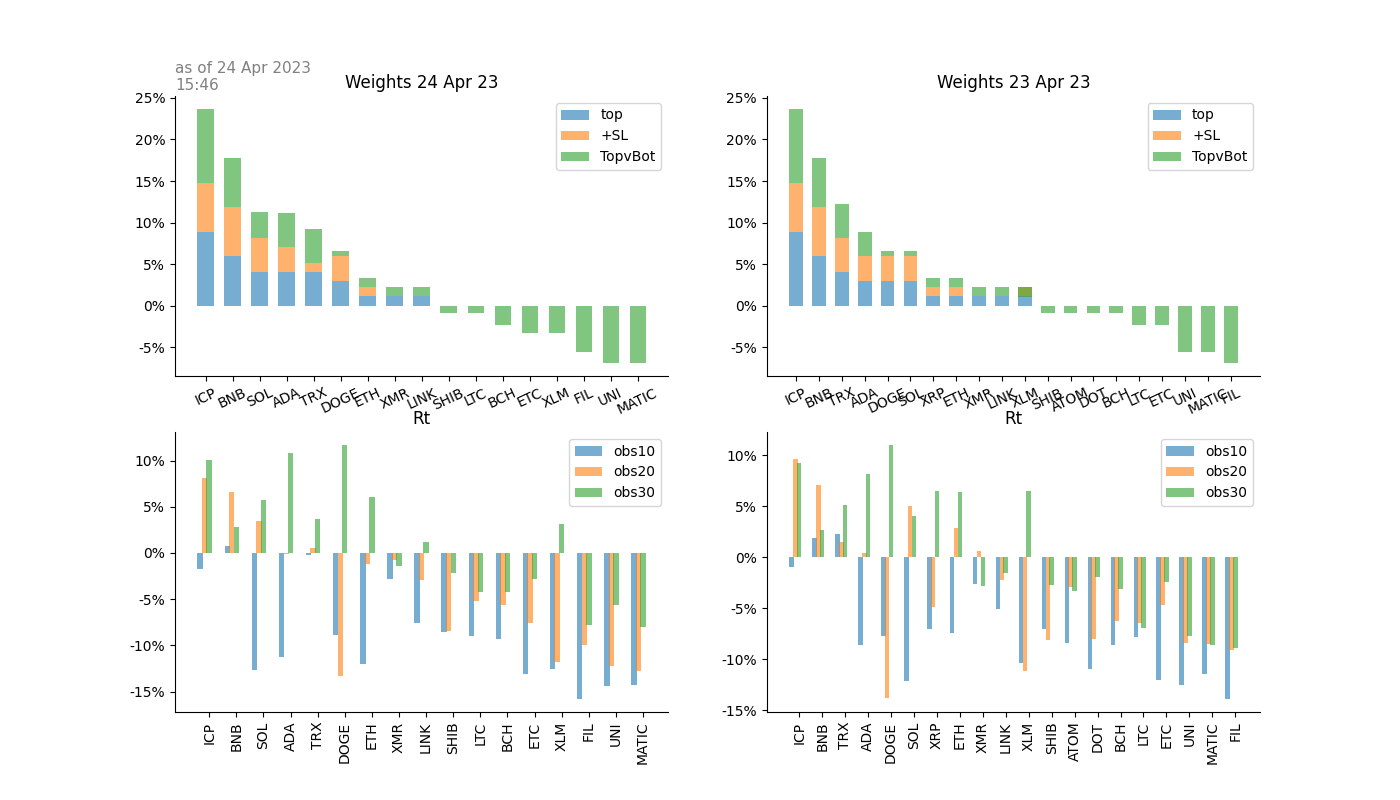 as of 24 Apr 2023
15:46
Weights 24 Apr 23
25%
20%
15%
10%
5%
0%
-5%
top
+SL
TopvBot
ICP BNB SOL ADA TRX DOGE ETH XMR LINK SHIB LTC BCH ETC XLM FIL UNI MATIC
Weights 23 Apr 23
25%
20%
15%
10%
5%
0%
-5%
top
+SL
TopvBot
ICP BNB TRX ADA DOGE SOL XRP ETH XMR LINK XLM SHIB ATOM DOT BCH LTC ETC UNI MATIC FIL
Rt
10%
5%
0%
-5%
-10%
-15%
obs10
obs20
obs30
ICP BNB SOL ADA TRX DOGE ETH XMR LINK SHIB LTC BCH ETC XLM FIL UNI MATIC
Rt
10%
5%
0%
-5%
-10%
-15%
obs10
obs20
obs30
ICP BNB TRX ADA DOGE SOL XRP ETH XMR LINK XLM SHIB ATOM DOT BCH LTC ETC UNI MATIC FIL